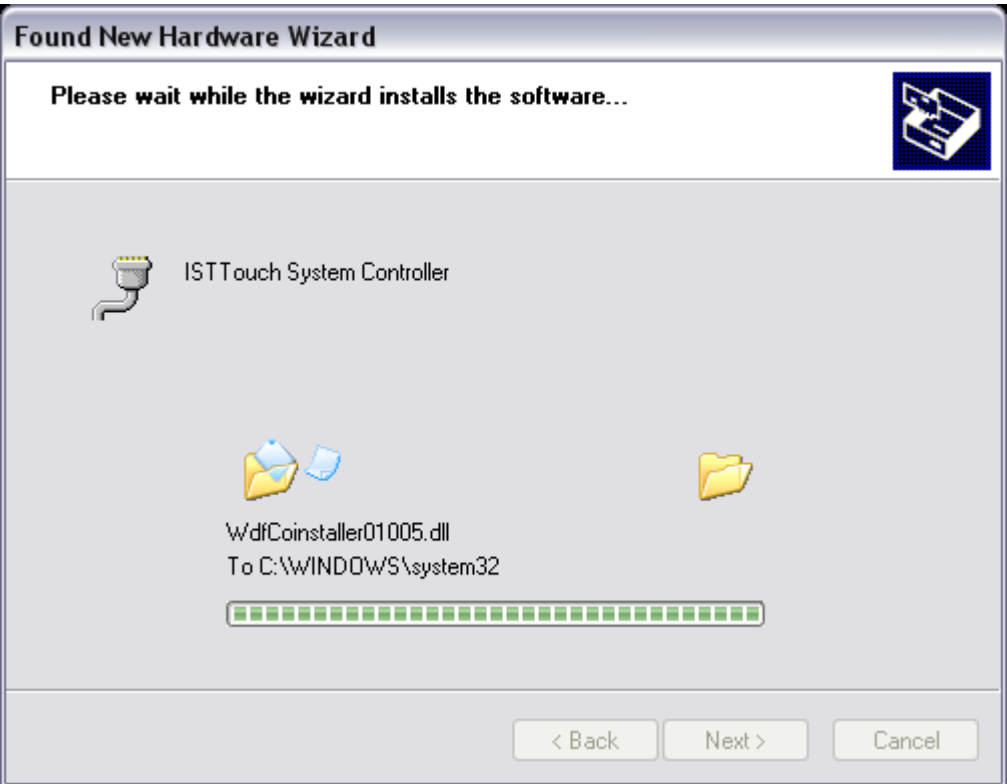 Found New Hardware Wizard
Please wait while the wizard installs the software...
ISTTouch System Controller
WdfCoinstaller01005.dll
To C:\WINDOWS\system32
< Back
Next >
Cancel